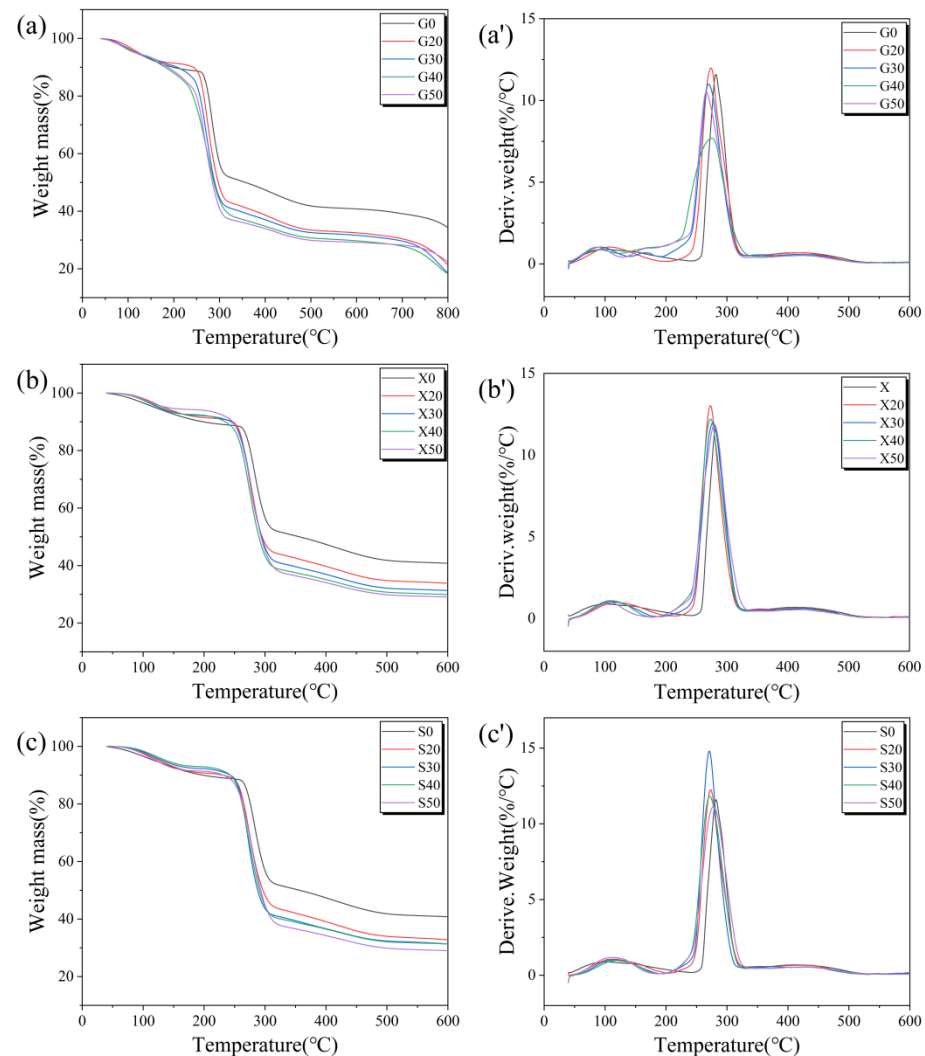 (a)
G0
G20
G30
G40
G50
Weight mass(%)
100
80
60
40
20
0 100 200 300 400 500 600 700 800
Temperature(℃)
(a')
G0
G20
G30
G40
G50
Deriv.weight(%/℃)
15
10
5
0
0 100 200 300 400 500 600
Temperature(℃)
(b)
X0
X20
X30
X40
X50
Weight mass(%)
100
80
60
40
20
0 100 200 300 400 500 600
Temperature(℃)
(b')
X
X20
X30
X40
X50
Deriv.weight(%/℃)
15
10
5
0
0 100 200 300 400 500 600
Temperature(℃)
(c)
S0
S20
S30
S40
S50
Weight mass(%)
100
80
60
40
20
0 100 200 300 400 500 600
Temperature(℃)
(c')
S0
S20
S30
S40
S50
Derive.Weight(%/℃)
15
10
5
0
0 100 200 300 400 500 600
Temperature(℃)